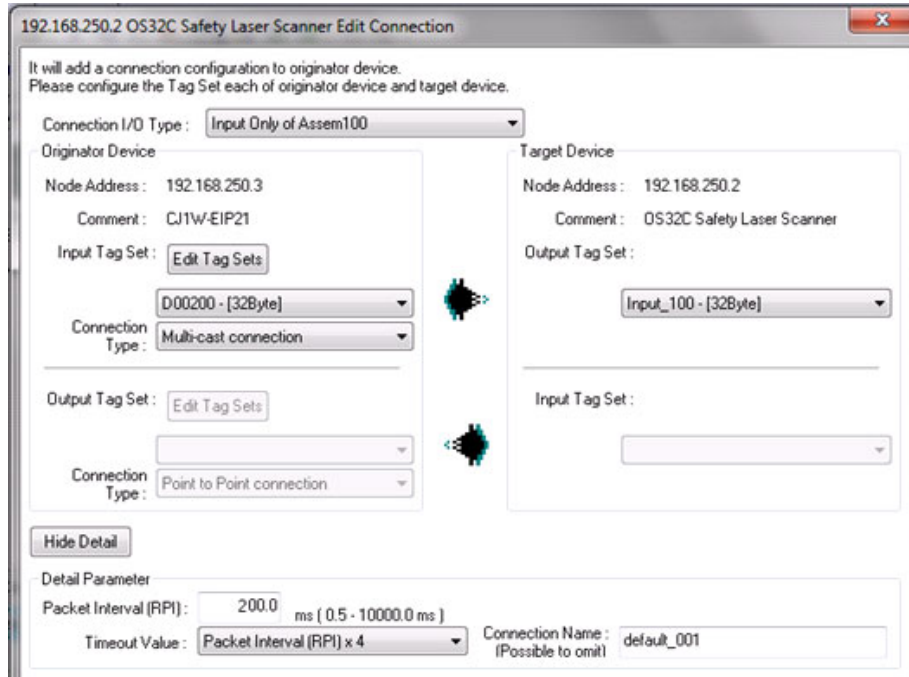 192.168.250.2 OS32C Safety Laser Scanner Edit Connection
It will add a connection configuration to originator device.
Please configure the Tag Set each of originator device and target device.
Connection I/O Type : Input Only of Assem100
Originator Device
Node Address : 192.168.250.3
Comment : CJ1W-EIP21
Input Tag Set : Edit Tag Sets
D00200 - [32Byte]
Connection Type : Multi-cast connection
Output Tag Set : Edit Tag Sets
Connection Type : Point to Point connection
Target Device
Node Address : 192.168.250.2
Comment : OS32C Safety Laser Scanner
Output Tag Set :
Input_100 - [32Byte]
Input Tag Set :
Hide Detail
Detail Parameter
Packet Interval (RPI) : 200.0 ms ( 0.5 - 10000.0 ms )
Timeout Value : Packet Interval (RPI) x 4
Connection Name : default_001
(Possible to omit)